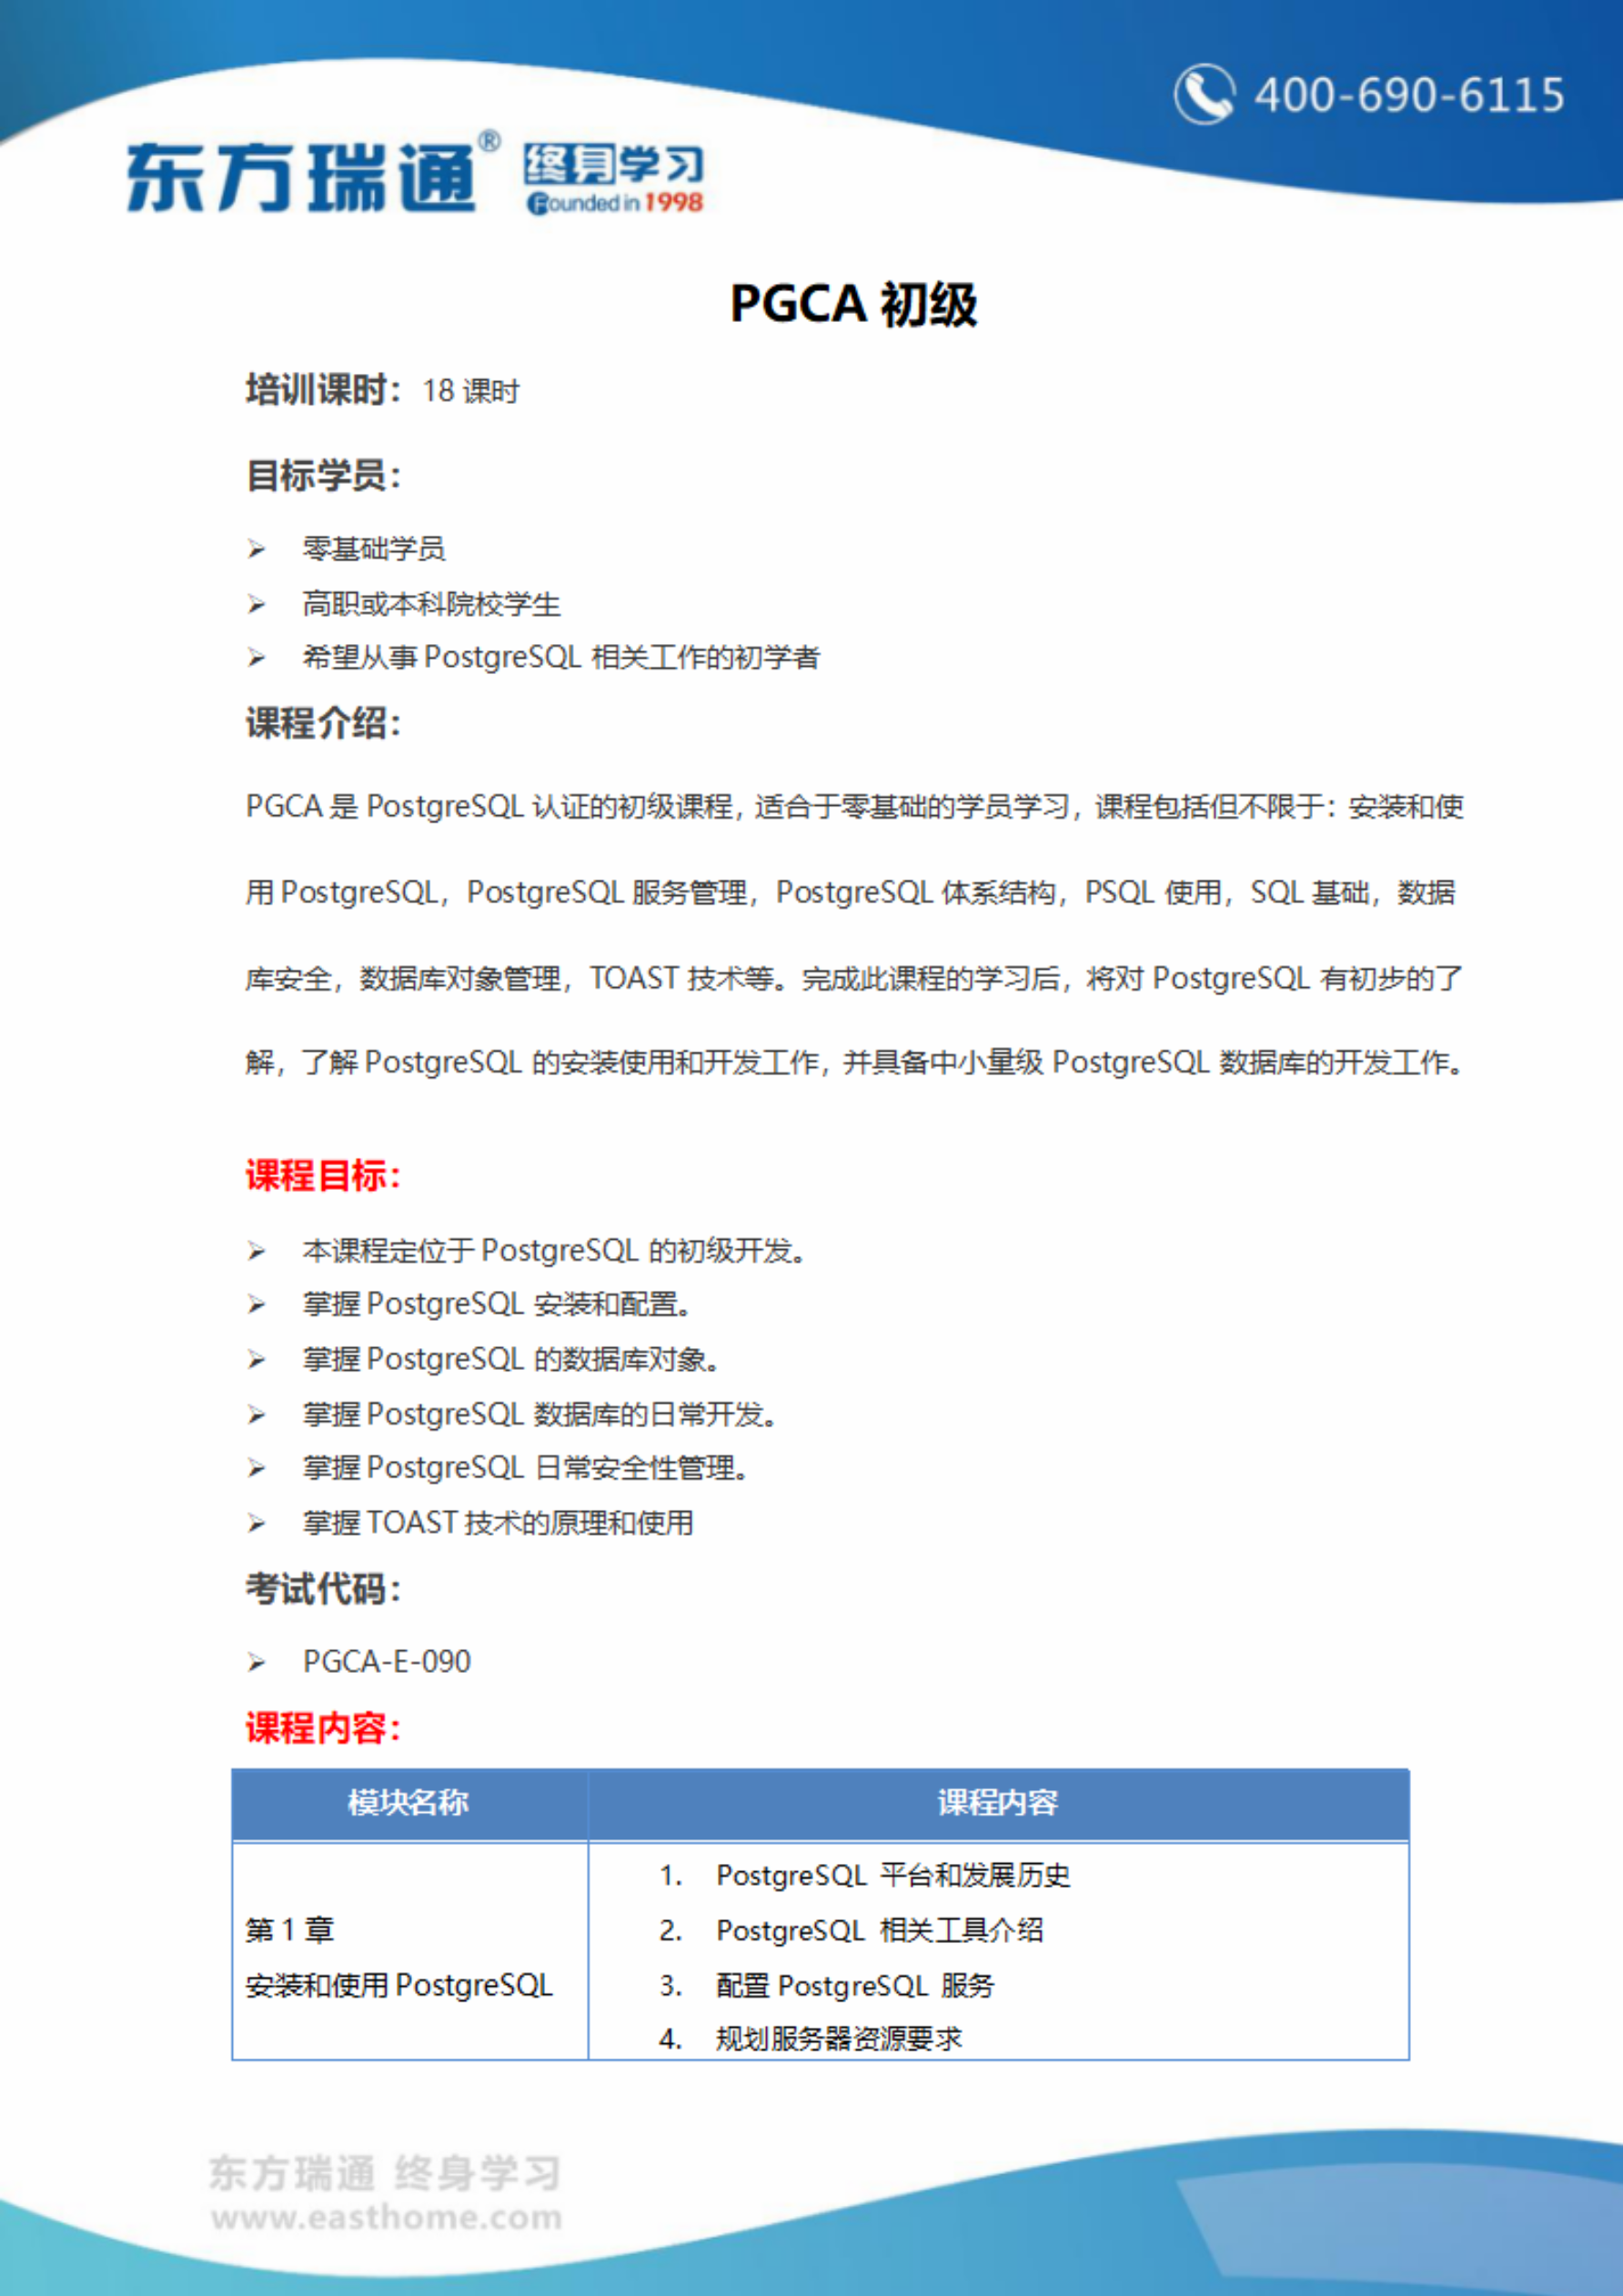 400-690-6115
东方瑞通® 终身学习
Founded in 1998
PGCA 初级
培训课时：18 课时
目标学员：
➢ 零基础学员
➢ 高职或本科院校学生
➢ 希望从事 PostgreSQL 相关工作的初学者
课程介绍：
PGCA 是 PostgreSQL 认证的初级课程，适合于零基础的学员学习，课程包括但不限于：安装和使
用 PostgreSQL，PostgreSQL 服务管理，PostgreSQL 体系结构，PSQL 使用，SQL 基础，数据
库安全，数据库对象管理，TOAST 技术等。完成此课程的学习后，将对 PostgreSQL 有初步的了
解，了解 PostgreSQL 的安装使用和开发工作，并具备中小量级 PostgreSQL 数据库的开发工作。
课程目标：
➢ 本课程定位于 PostgreSQL 的初级开发。
➢ 掌握 PostgreSQL 安装和配置。
➢ 掌握 PostgreSQL 的数据库对象。
➢ 掌握 PostgreSQL 数据库的日常开发。
➢ 掌握 PostgreSQL 日常安全性管理。
➢ 掌握 TOAST 技术的原理和使用
考试代码：
➢ PGCA-E-090
课程内容：
模块名称 课程内容
第 1 章
安装和使用 PostgreSQL
1. PostgreSQL 平台和发展历史
2. PostgreSQL 相关工具介绍
3. 配置 PostgreSQL 服务
4. 规划服务器资源要求
东方瑞通 终身学习
www.easthome.com